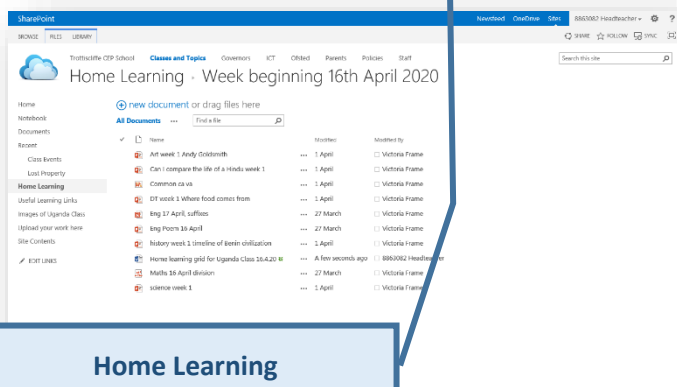 SharePoint
Newsfeed OneDrive Sites 8863082 Headteacher ?
BROWSE FILES LIBRARY
SHARE FOLLOW SYNC
Trottiscliffe CEP School Classes and Topics Governors ICT Ofsted Parents Policies Staff
Home Learning · Week beginning 16th April 2020
Search this site
Home
Notebook
Documents
Recent
Class Events
Lost Property
Home Learning
Useful Learning Links
Images of Uganda Class
Upload your work here
Site Contents
EDIT LINKS
new document or drag files here
All Documents ... Find a file
Name Modified Modified By
Art week 1 Andy Goldsmith ... 1 April Victoria Frame
Can I compare the life of a Hindu week 1 ... 1 April Victoria Frame
Common ca va ... 1 April Victoria Frame
DT week 1 Where food comes from ... 1 April Victoria Frame
Eng 17 April, suffixes ... 27 March Victoria Frame
Eng Poem 16 April ... 27 March Victoria Frame
history week 1 timeline of Benin civilization ... 1 April Victoria Frame
Home learning grid for Uganda Class 16.4.20 ... A few seconds ago 8863082 Headteacher
Maths 16 April division ... 27 March Victoria Frame
science week 1 ... 1 April Victoria Frame
Home Learning